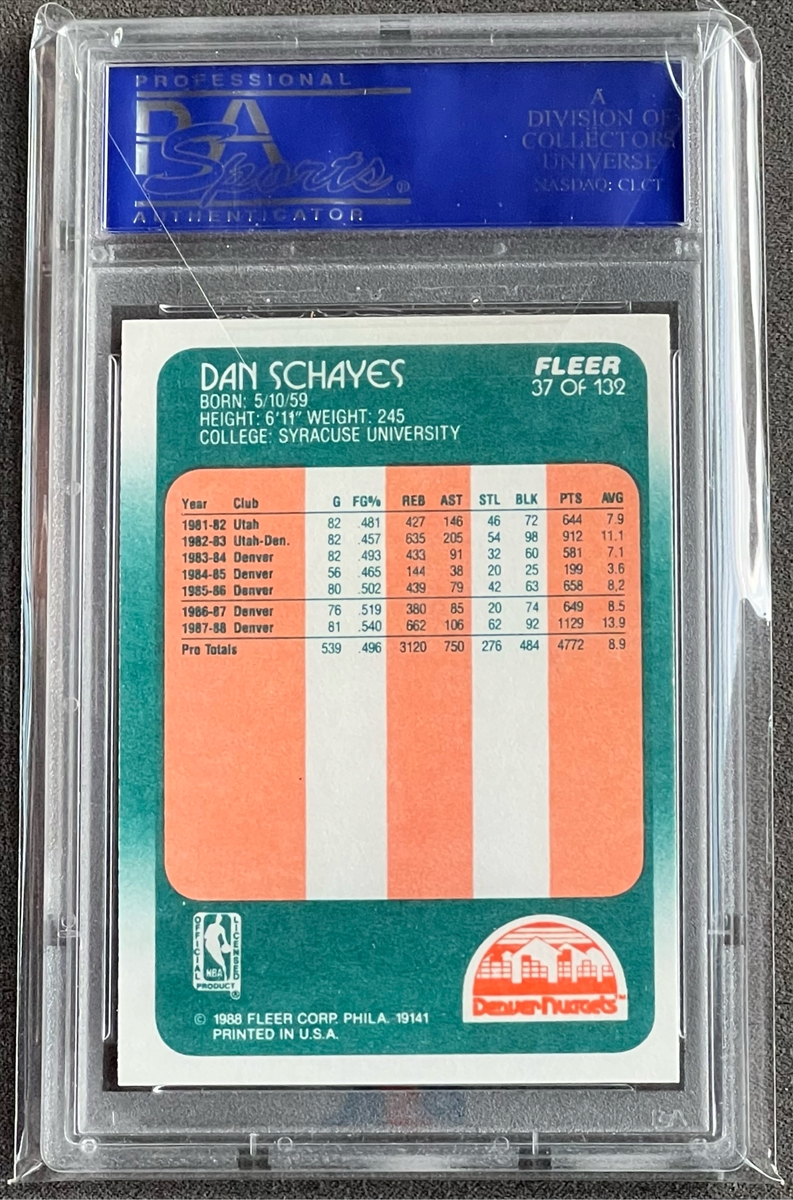 PROFESSIONAL
PSA
Sports®
AUTHENTICATOR
A
DIVISION OF
COLLECTORS
UNIVERSE
NASDAQ: CLCT
DAN SCHAYES
BORN: 5/10/59
HEIGHT: 6'11" WEIGHT: 245
COLLEGE: SYRACUSE UNIVERSITY
FLEER
37 OF 132
Year Club G FG% REB AST STL BLK PTS AVG
1981-82 Utah 82 .481 427 146 46 72 644 7.9
1982-83 Utah-Den. 82 .457 635 205 54 98 912 11.1
1983-84 Denver 82 .493 433 91 32 60 581 7.1
1984-85 Denver 56 .465 144 38 20 25 199 3.6
1985-86 Denver 80 .502 439 79 42 63 658 8.2
1986-87 Denver 76 .519 380 85 20 74 649 8.5
1987-88 Denver 81 .540 662 106 62 92 1129 13.9
Pro Totals 539 .496 3120 750 276 484 4772 8.9
OFFICIAL
LICENSED
NBA
PRODUCT
®
Denver Nuggets™
© 1988 FLEER CORP. PHILA. 19141
PRINTED IN U.S.A.